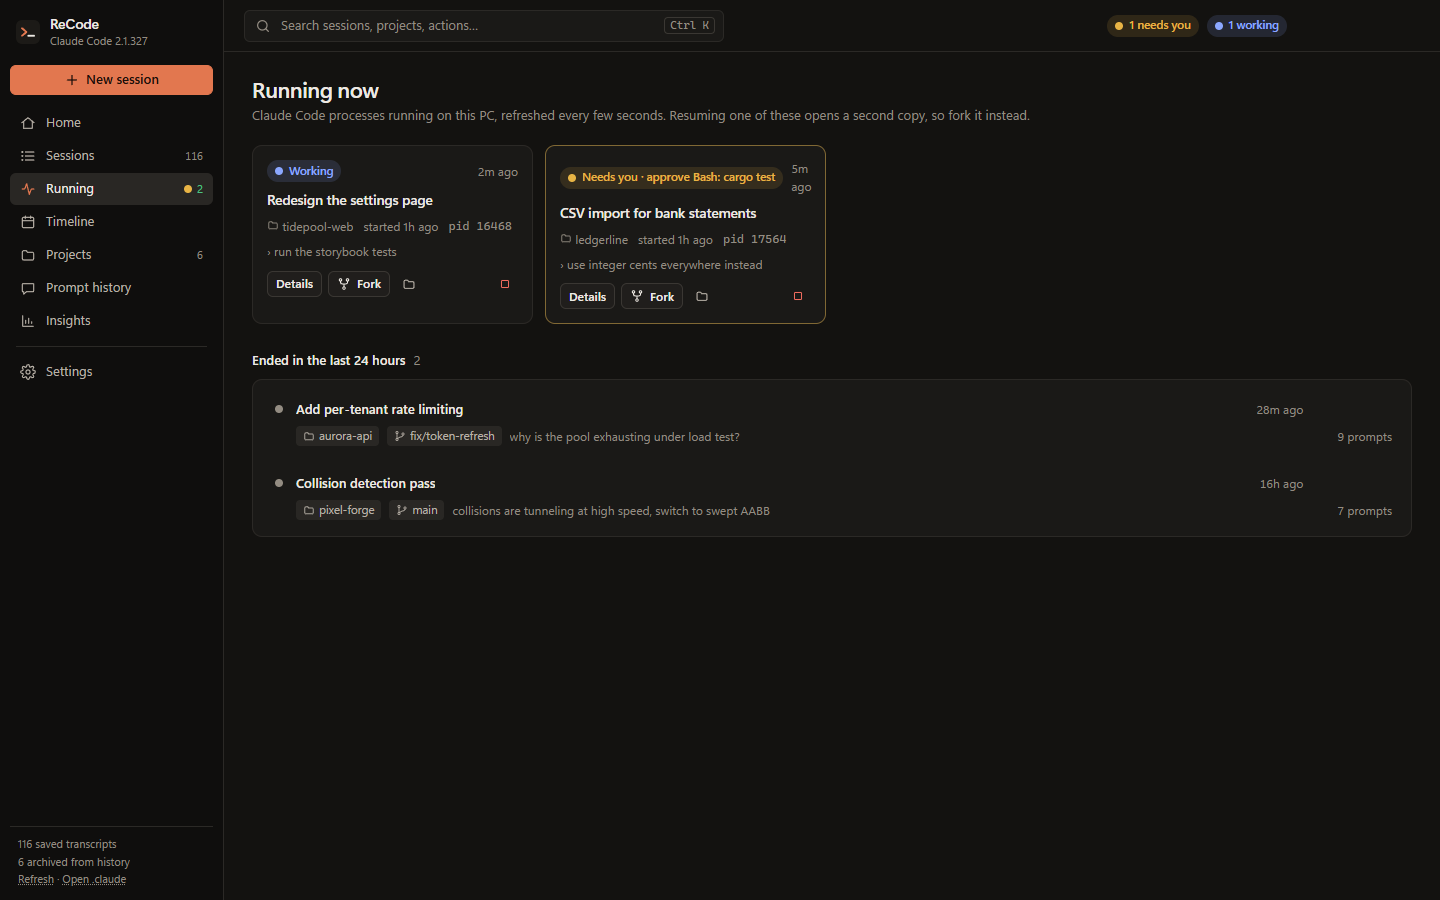 ReCode
Claude Code 2.1.327
New session
Home
Sessions 116
Running 2
Timeline
Projects 6
Prompt history
Insights
Settings
116 saved transcripts
6 archived from history
Refresh · Open .claude
Search sessions, projects, actions... Ctrl K
1 needs you 1 working
Running now
Claude Code processes running on this PC, refreshed every few seconds. Resuming one of these opens a second copy, so fork it instead.
Working 2m ago
Redesign the settings page
tidepool-web started 1h ago pid 16468
› run the storybook tests
Details Fork
Needs you · approve Bash: cargo test 5m ago
CSV import for bank statements
ledgerline started 1h ago pid 17564
› use integer cents everywhere instead
Details Fork
Ended in the last 24 hours 2
Add per-tenant rate limiting 28m ago
aurora-api fix/token-refresh why is the pool exhausting under load test? 9 prompts
Collision detection pass 16h ago
pixel-forge main collisions are tunneling at high speed, switch to swept AABB 7 prompts